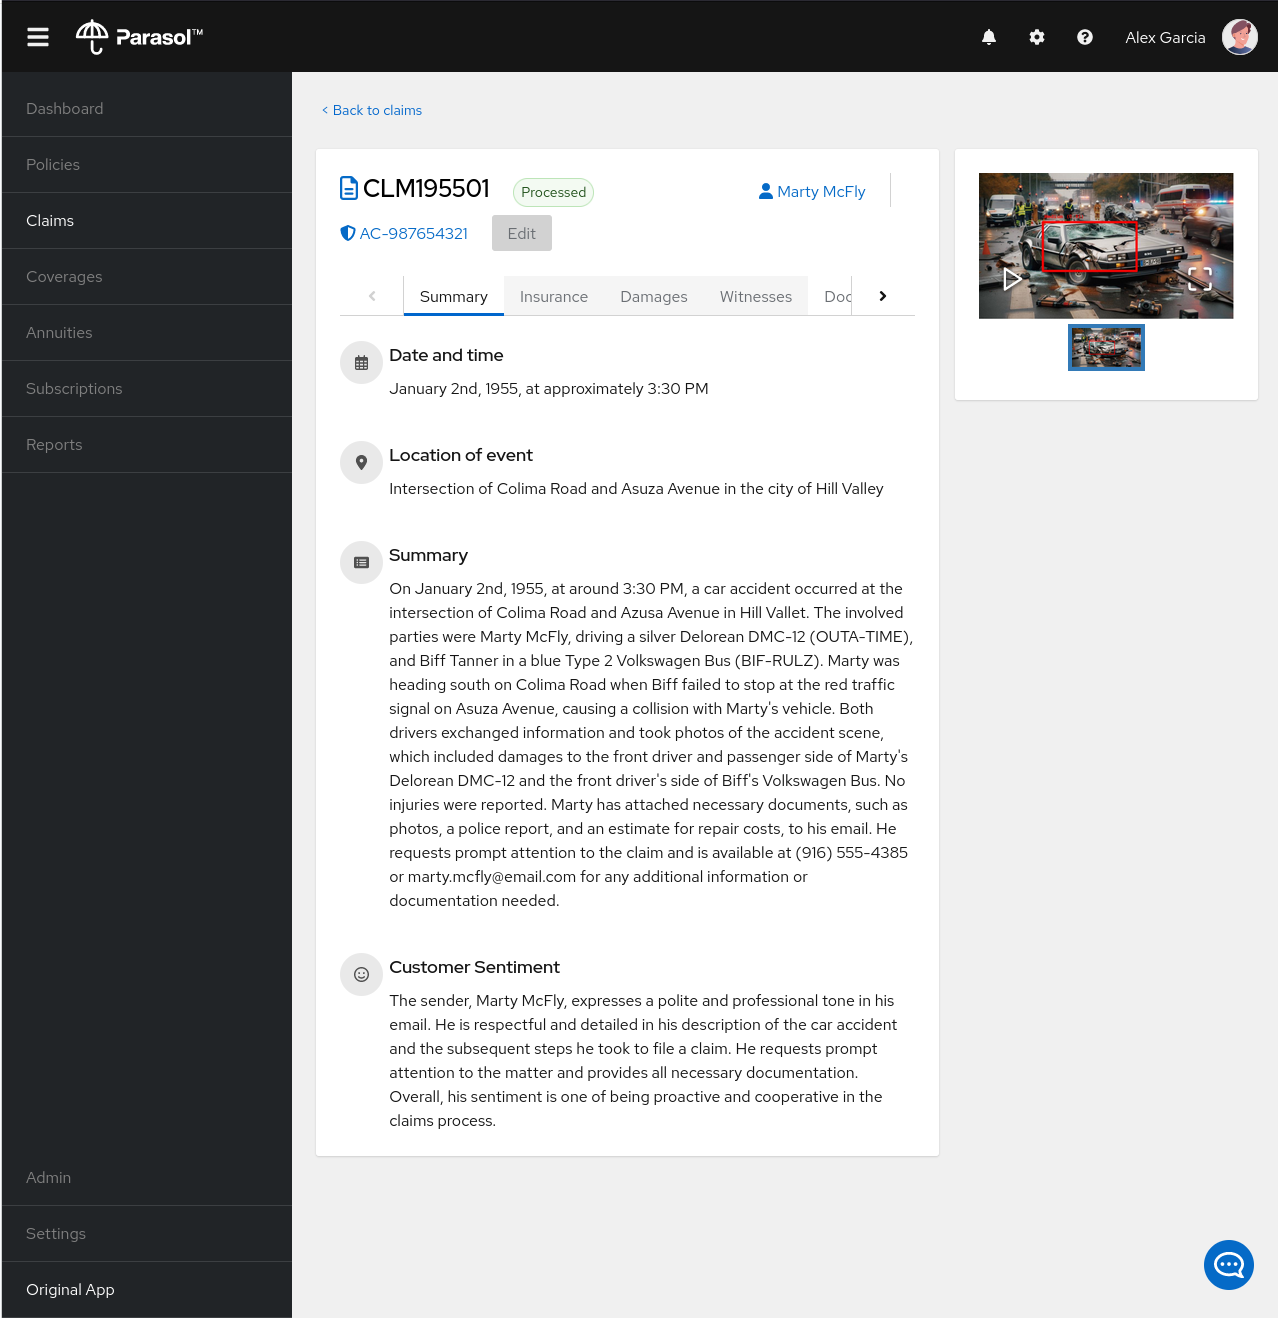 Parasol™
Alex Garcia
Dashboard
Policies
Claims
Coverages
Annuities
Subscriptions
Reports
Admin
Settings
Original App
< Back to claims
CLM195501
Processed
Marty McFly
AC-987654321
Edit
Summary
Insurance
Damages
Witnesses
Doc
Date and time
January 2nd, 1955, at approximately 3:30 PM
Location of event
Intersection of Colima Road and Asuza Avenue in the city of Hill Valley
Summary
On January 2nd, 1955, at around 3:30 PM, a car accident occurred at the
intersection of Colima Road and Azusa Avenue in Hill Vallet. The involved
parties were Marty McFly, driving a silver Delorean DMC-12 (OUTA-TIME),
and Biff Tanner in a blue Type 2 Volkswagen Bus (BIF-RULZ). Marty was
heading south on Colima Road when Biff failed to stop at the red traffic
signal on Asuza Avenue, causing a collision with Marty's vehicle. Both
drivers exchanged information and took photos of the accident scene,
which included damages to the front driver and passenger side of Marty's
Delorean DMC-12 and the front driver's side of Biff's Volkswagen Bus. No
injuries were reported. Marty has attached necessary documents, such as
photos, a police report, and an estimate for repair costs, to his email. He
requests prompt attention to the claim and is available at (916) 555-4385
or marty.mcfly@email.com for any additional information or
documentation needed.
Customer Sentiment
The sender, Marty McFly, expresses a polite and professional tone in his
email. He is respectful and detailed in his description of the car accident
and the subsequent steps he took to file a claim. He requests prompt
attention to the matter and provides all necessary documentation.
Overall, his sentiment is one of being proactive and cooperative in the
claims process.